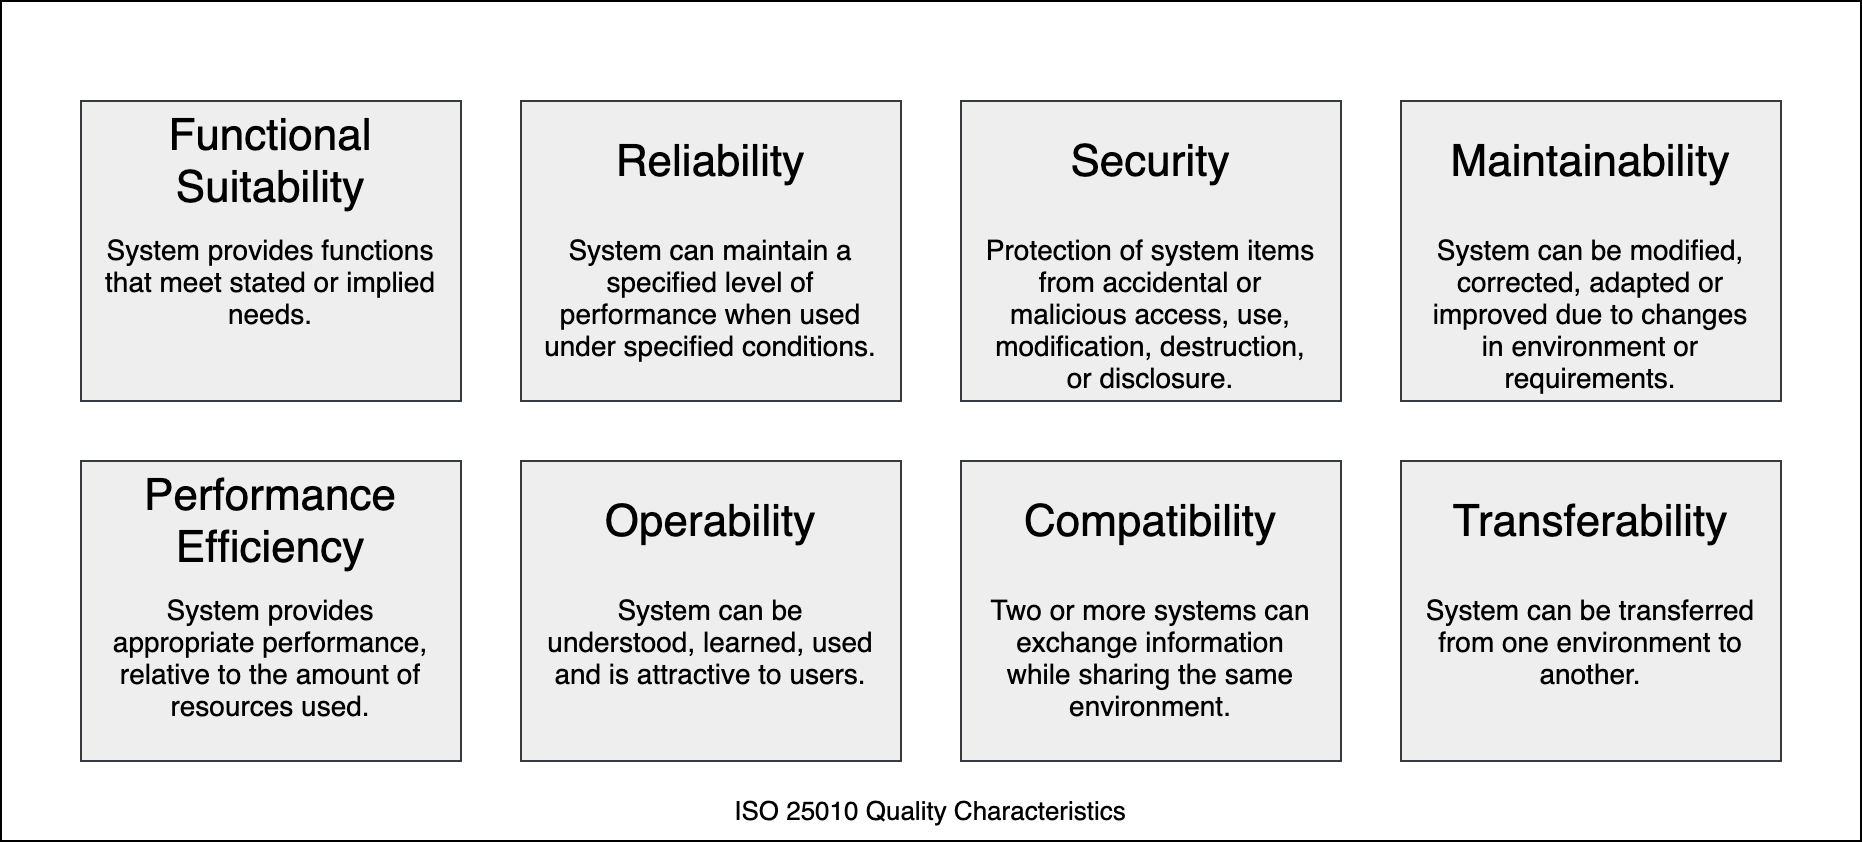 Functional
Suitability
System provides functions
that meet stated or implied
needs.
Reliability
System can maintain a
specified level of
performance when used
under specified conditions.
Security
Protection of system items
from accidental or
malicious access, use,
modification, destruction,
or disclosure.
Maintainability
System can be modified,
corrected, adapted or
improved due to changes
in environment or
requirements.
Performance
Efficiency
System provides
appropriate performance,
relative to the amount of
resources used.
Operability
System can be
understood, learned, used
and is attractive to users.
Compatibility
Two or more systems can
exchange information
while sharing the same
environment.
Transferability
System can be transferred
from one environment to
another.
ISO 25010 Quality Characteristics